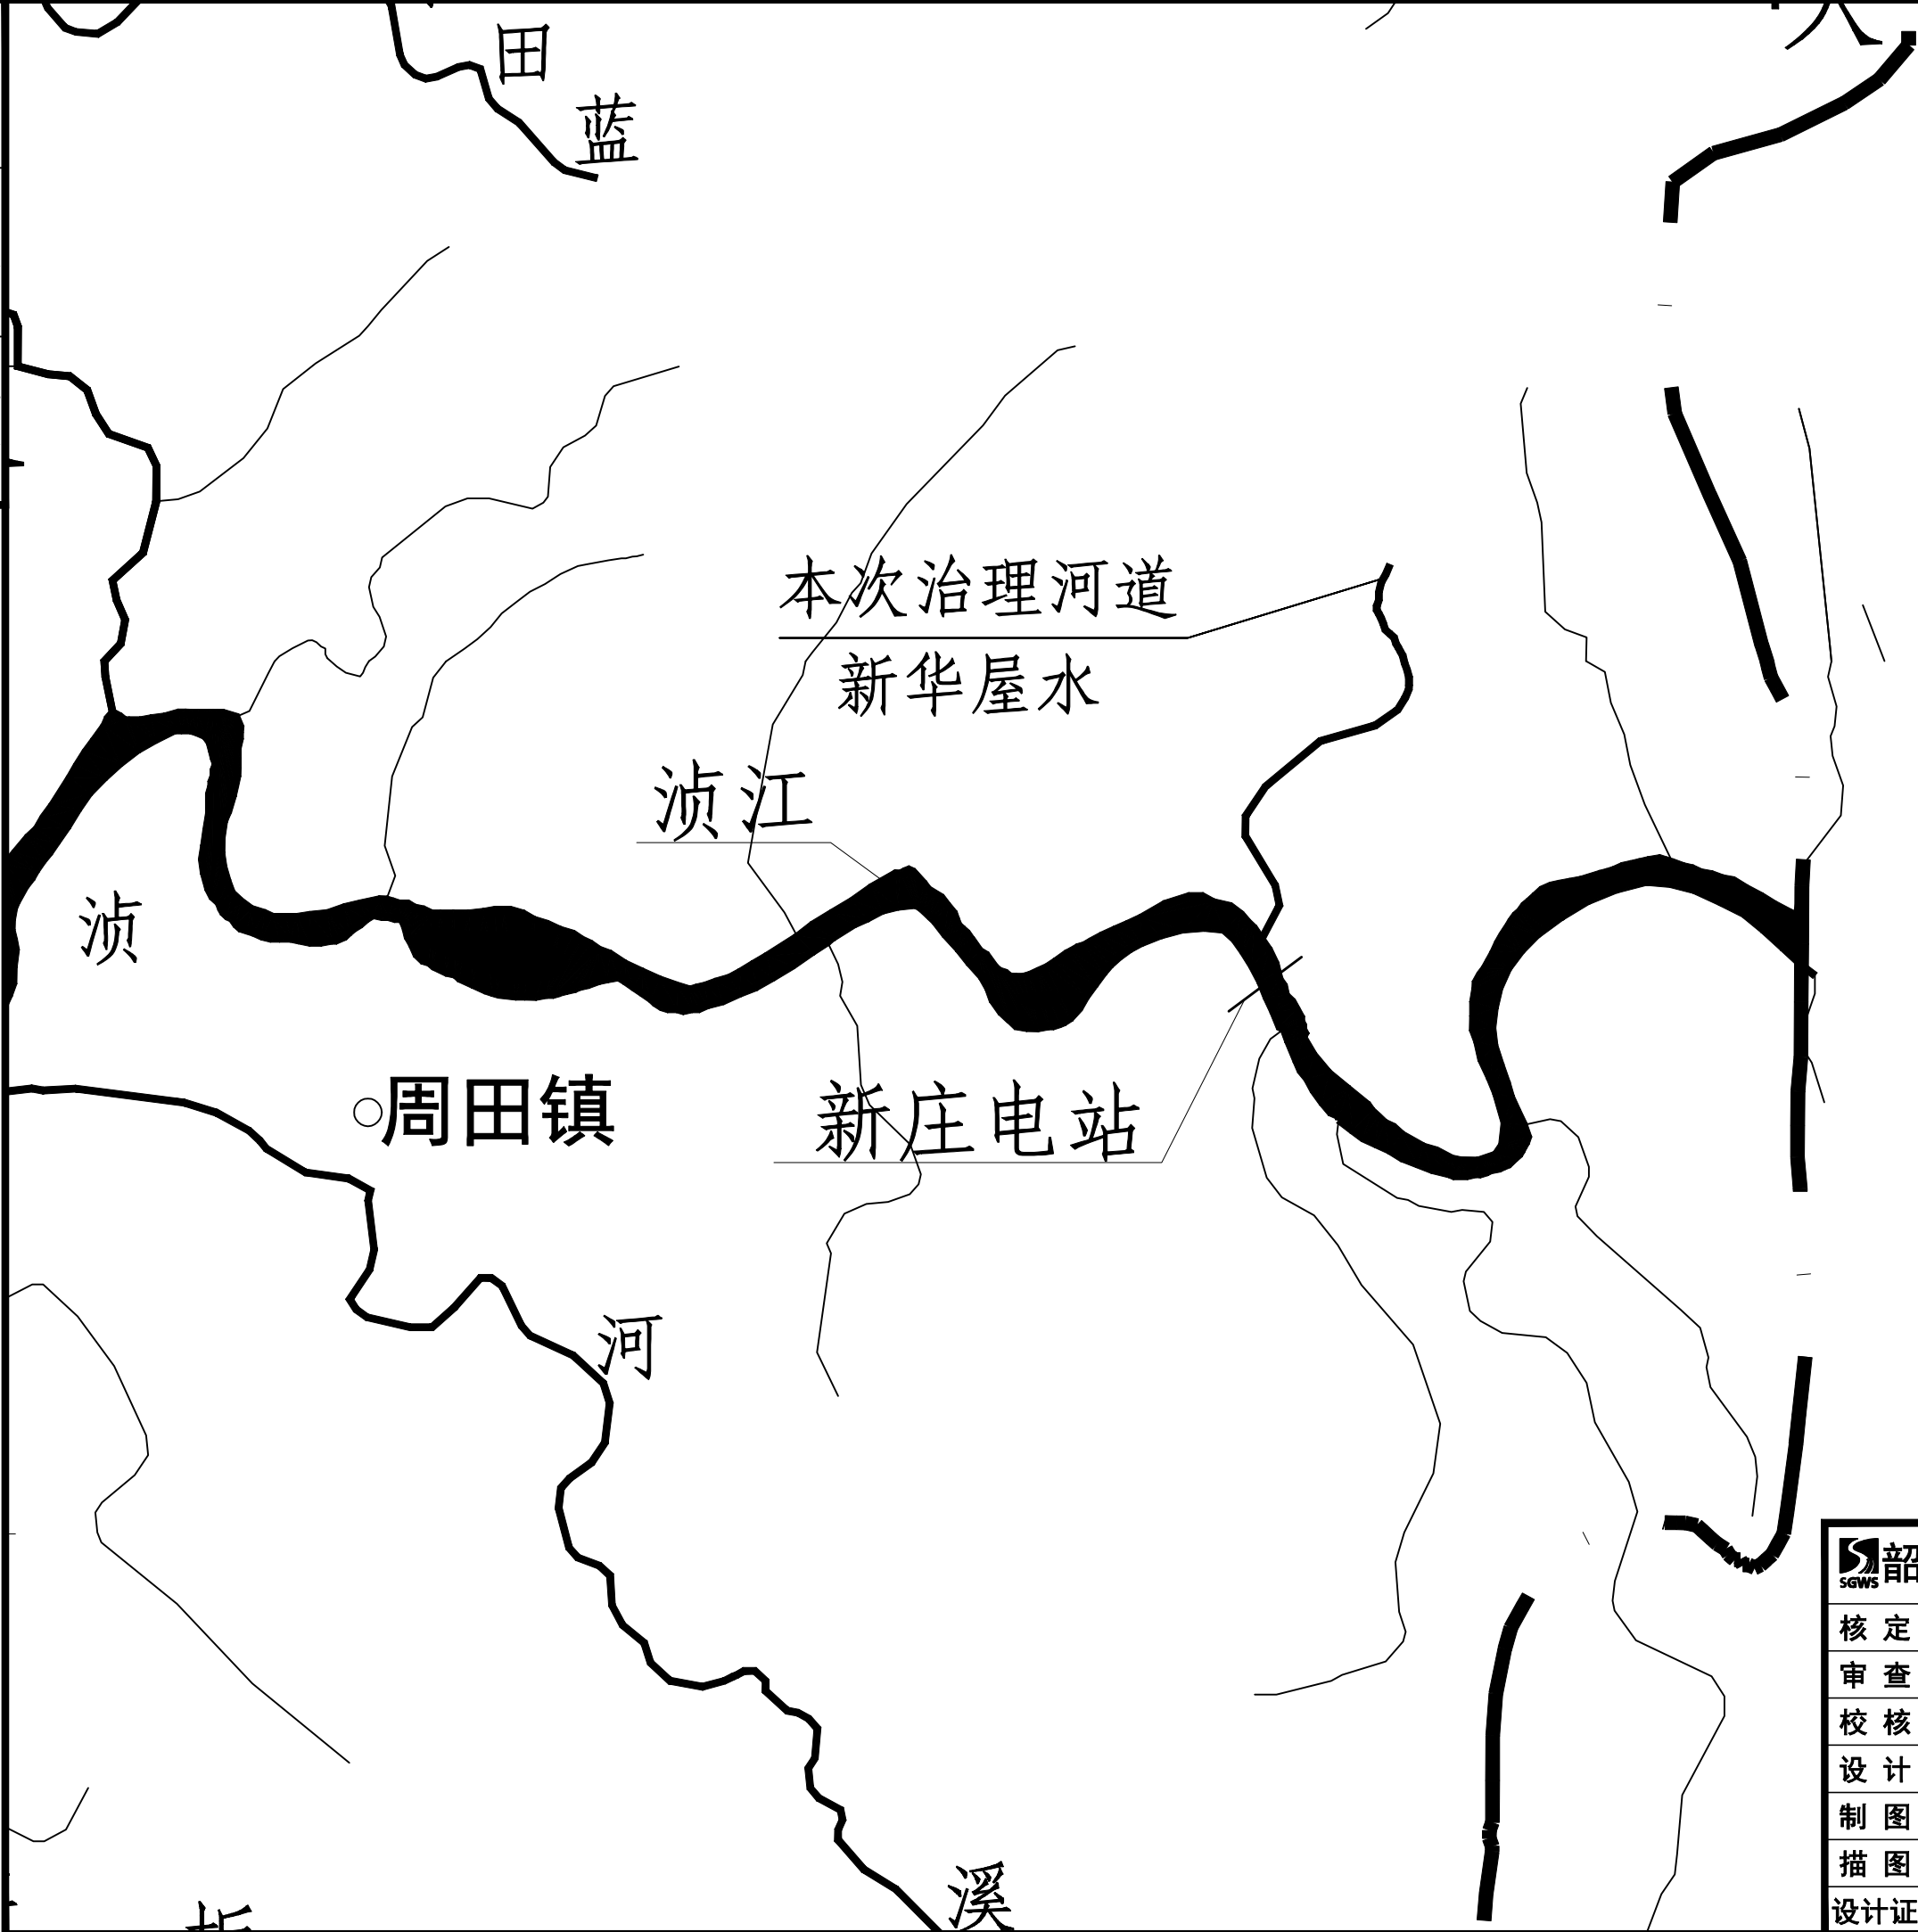 田
蓝
本次治理河道
新华屋水
浈江
浈
周田镇
新庄电站
河
溪
SGWS
韶
核 定
审 查
校 核
设 计
制 图
描 图
设计证